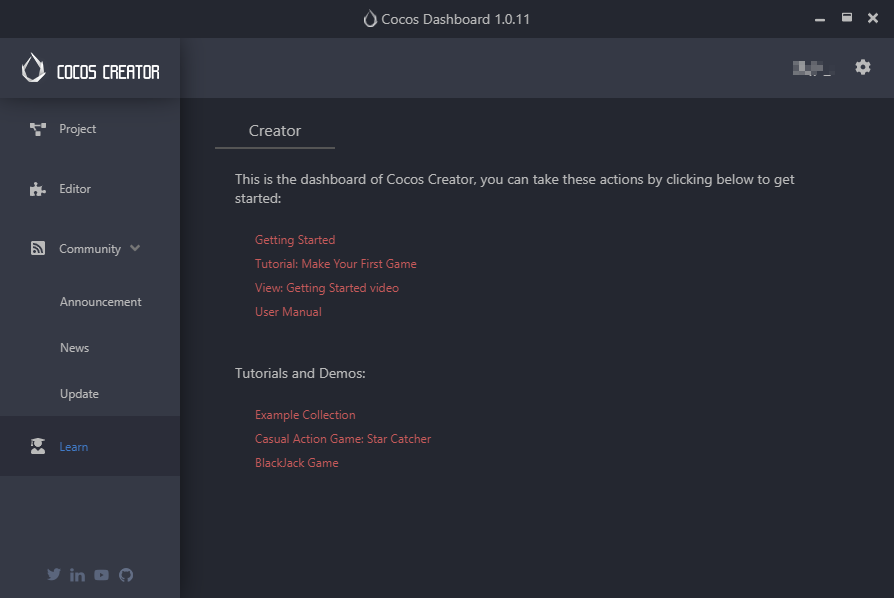 Cocos Dashboard 1.0.11
COCOS CREATOR
Project
Editor
Community
Announcement
News
Update
Learn
Creator
This is the dashboard of Cocos Creator, you can take these actions by clicking below to get
started:
Getting Started
Tutorial: Make Your First Game
View: Getting Started video
User Manual
Tutorials and Demos:
Example Collection
Casual Action Game: Star Catcher
BlackJack Game